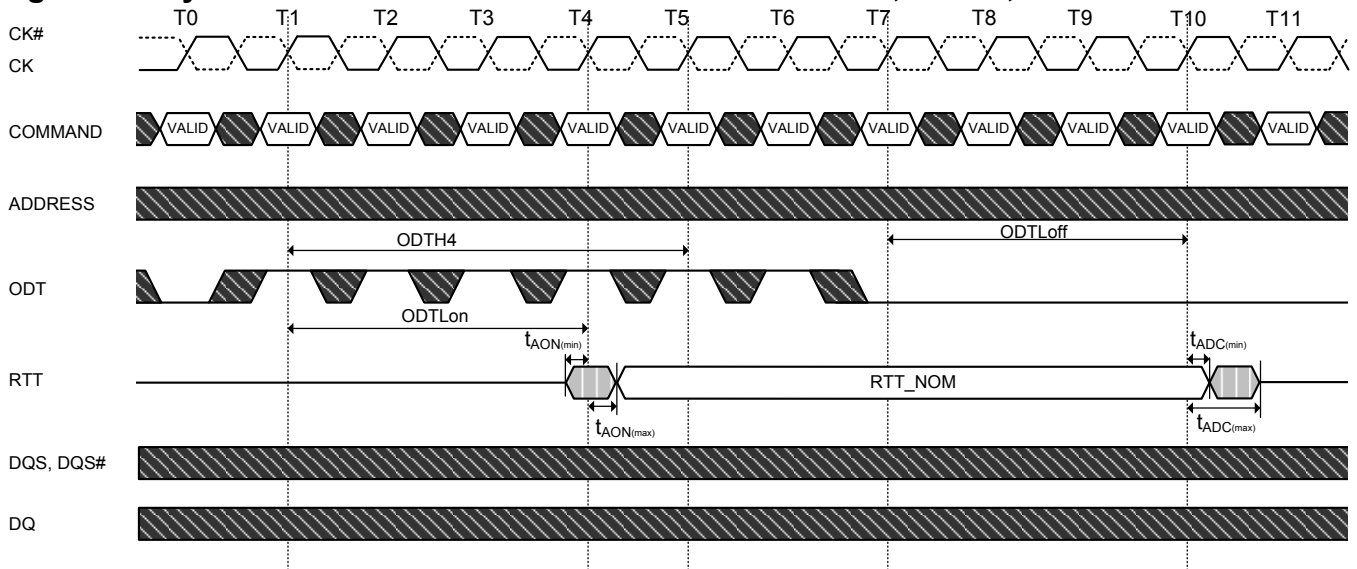 T0 T1 T2 T3 T4 T5 T6 T7 T8 T9 T10 T11
CK#
CK
COMMAND VALID VALID VALID VALID VALID VALID VALID VALID VALID VALID VALID VALID
ADDRESS
ODTH4 ODTLoff
ODT
ODTLon
tAON(min) tADC(min)
RTT RTT_NOM
tAON(max) tADC(max)
DQS, DQS#
DQ